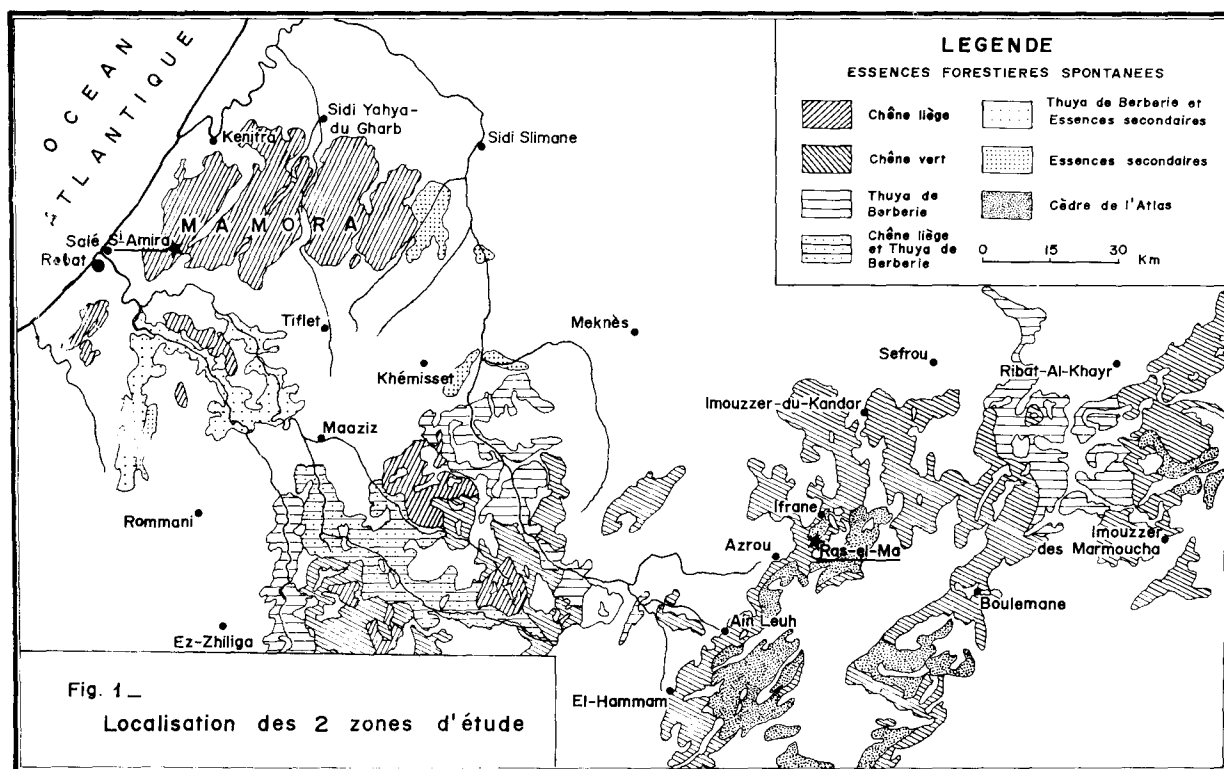 OCEAN
ATLANTIQUE
LEGENDE
ESSENCES FORESTIERES SPONTANEES
Chêne liège
Chêne vert
Thuya de
Berberie
Chêne liège
et Thuya de
Berberie
Thuya de Berberie et
Essences secondaires
Essences secondaires
Cèdre de l'Atlas
0 15 30 Km
Kenitra
Sidi Yahya-
du Gharb
Sidi Slimane
MAMORA
Salé
Si Amira
Rabat
Tiflet
Meknès
Khémisset
Sefrou
Ribat-Al-Khayr
Imouzzer-du-Kandar
Maaziz
Rommani
Ifrane
Azrou
Ras-el-Ma
Imouzzer
des Marmoucha
Boulemane
Ain Leuh
Ez-Zhiliga
El-Hammam
Fig. 1_
Localisation des 2 zones d'étude